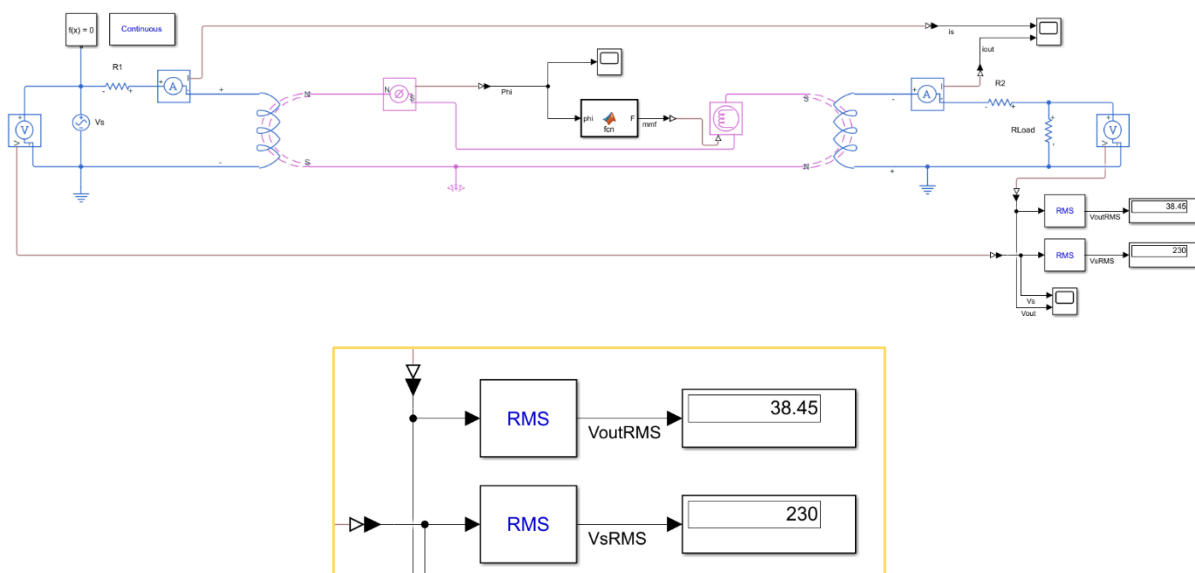 f(x) = 0
Continuous
is
iout
R1
A
I
N
N
Φ
S
Phi
phi
fcn
F
mmf
S
A
I
R2
V
V
Vs
RLoad
V
V
S
N
RMS
VoutRMS
38.45
RMS
VsRMS
230
Vs
Vout
RMS
VoutRMS
38.45
RMS
VsRMS
230